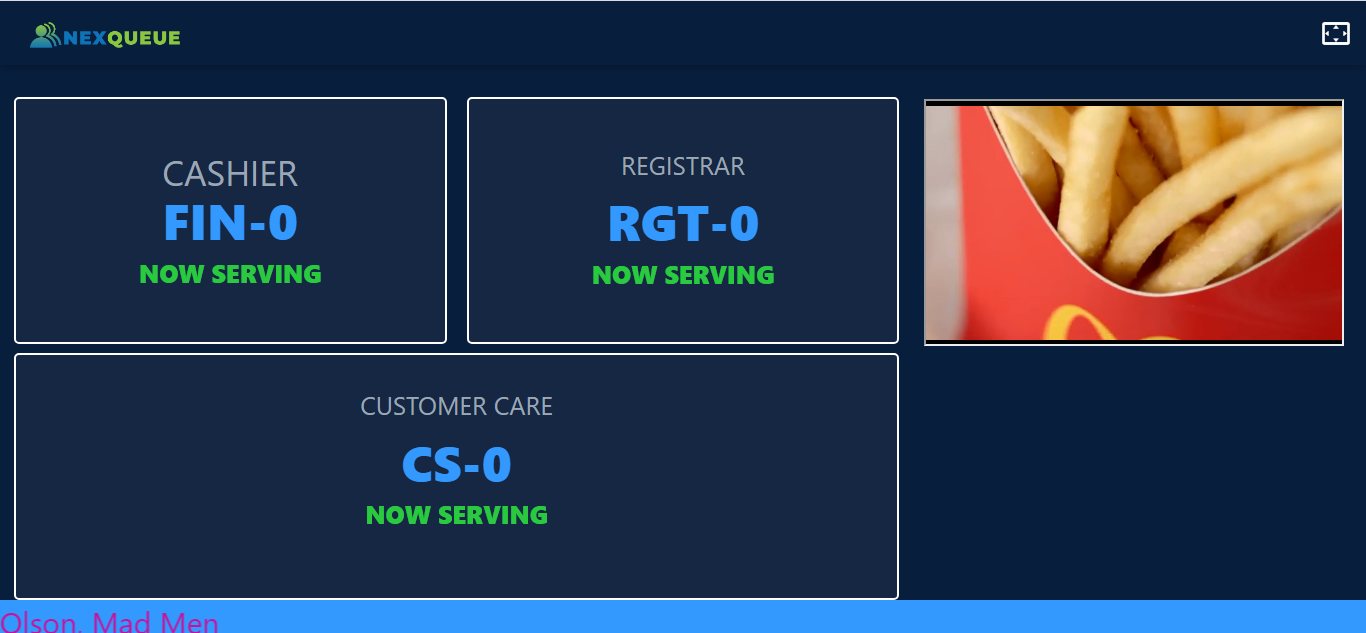 NEXQUEUE
CASHIER
FIN-0
NOW SERVING
REGISTRAR
RGT-0
NOW SERVING
CUSTOMER CARE
CS-0
NOW SERVING
Olson, Mad Men